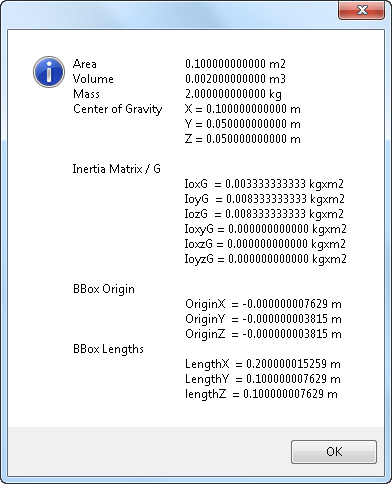 Area 0.100000000000 m2
Volume 0.002000000000 m3
Mass 2.000000000000 kg
Center of Gravity X = 0.100000000000 m
Y = 0.050000000000 m
Z = 0.050000000000 m
Inertia Matrix / G
IoxG = 0.003333333333 kgxm2
IoyG = 0.008333333333 kgxm2
IozG = 0.008333333333 kgxm2
IoxyG = 0.000000000000 kgxm2
IoxzG = 0.000000000000 kgxm2
IoyzG = 0.000000000000 kgxm2
BBox Origin
OriginX = -0.000000007629 m
OriginY = -0.000000003815 m
OriginZ = -0.000000003815 m
BBox Lengths
LengthX = 0.200000015259 m
LengthY = 0.100000007629 m
lengthZ = 0.100000007629 m
OK